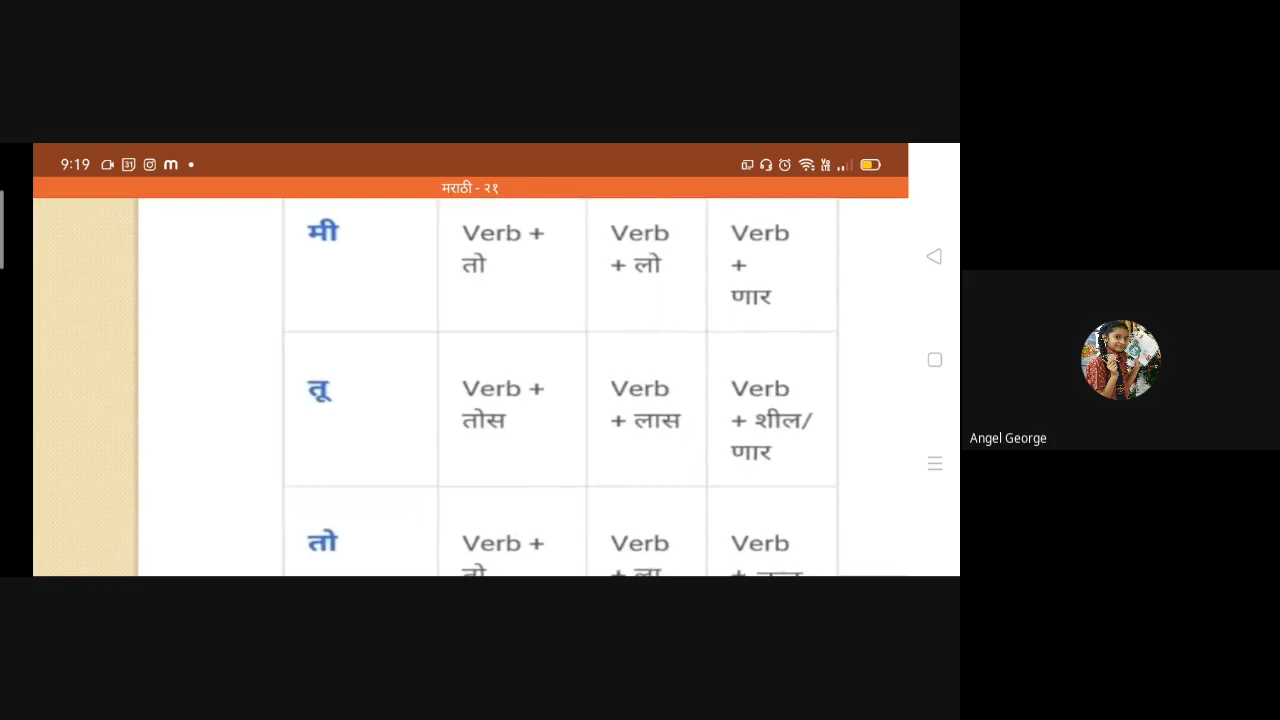 9:19
मराठी - २१
मी
Verb +
तो
Verb
+ लो
Verb
+
णार
तू
Verb +
तोस
Verb
+ लास
Verb
+ शील/
णार
तो
Verb +
Verb
Verb
Angel George